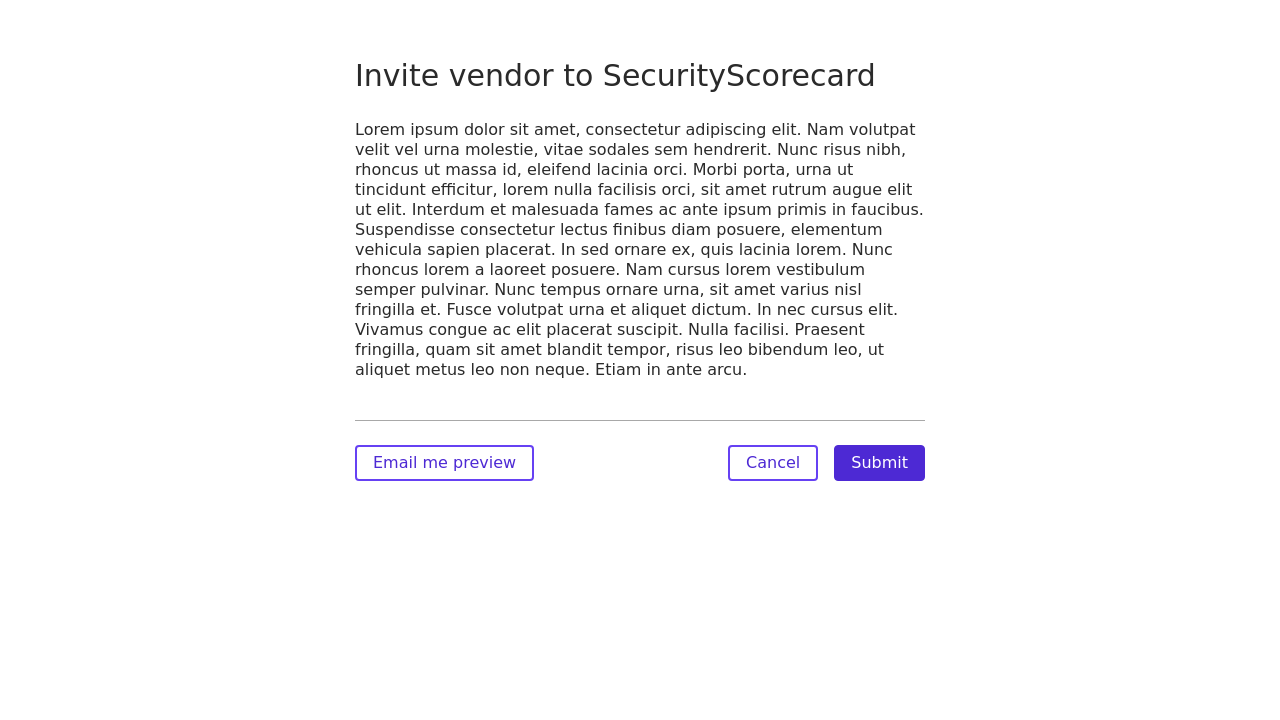 Invite vendor to SecurityScorecard
Lorem ipsum dolor sit amet, consectetur adipiscing elit. Nam volutpat
velit vel urna molestie, vitae sodales sem hendrerit. Nunc risus nibh,
rhoncus ut massa id, eleifend lacinia orci. Morbi porta, urna ut
tincidunt efficitur, lorem nulla facilisis orci, sit amet rutrum augue elit
ut elit. Interdum et malesuada fames ac ante ipsum primis in faucibus.
Suspendisse consectetur lectus finibus diam posuere, elementum
vehicula sapien placerat. In sed ornare ex, quis lacinia lorem. Nunc
rhoncus lorem a laoreet posuere. Nam cursus lorem vestibulum
semper pulvinar. Nunc tempus ornare urna, sit amet varius nisl
fringilla et. Fusce volutpat urna et aliquet dictum. In nec cursus elit.
Vivamus congue ac elit placerat suscipit. Nulla facilisi. Praesent
fringilla, quam sit amet blandit tempor, risus leo bibendum leo, ut
aliquet metus leo non neque. Etiam in ante arcu.
Email me preview
Cancel
Submit